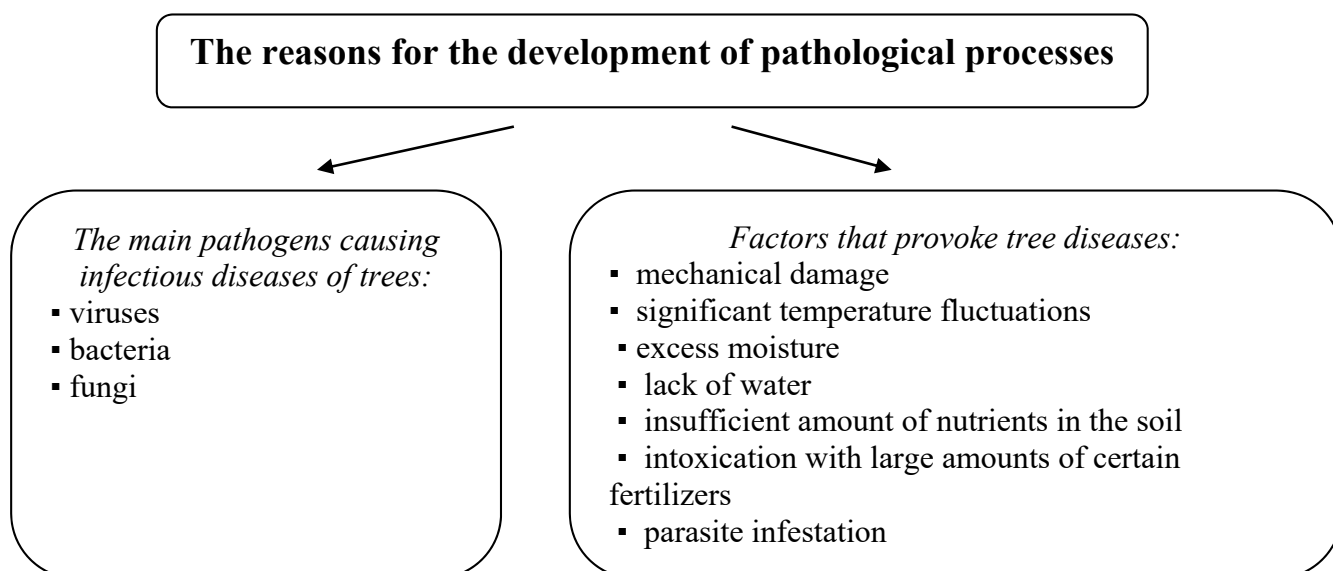 The reasons for the development of pathological processes
The main pathogens causing
infectious diseases of trees:
▪ viruses
▪ bacteria
▪ fungi
Factors that provoke tree diseases:
▪ mechanical damage
▪ significant temperature fluctuations
▪ excess moisture
▪ lack of water
▪ insufficient amount of nutrients in the soil
▪ intoxication with large amounts of certain
fertilizers
▪ parasite infestation